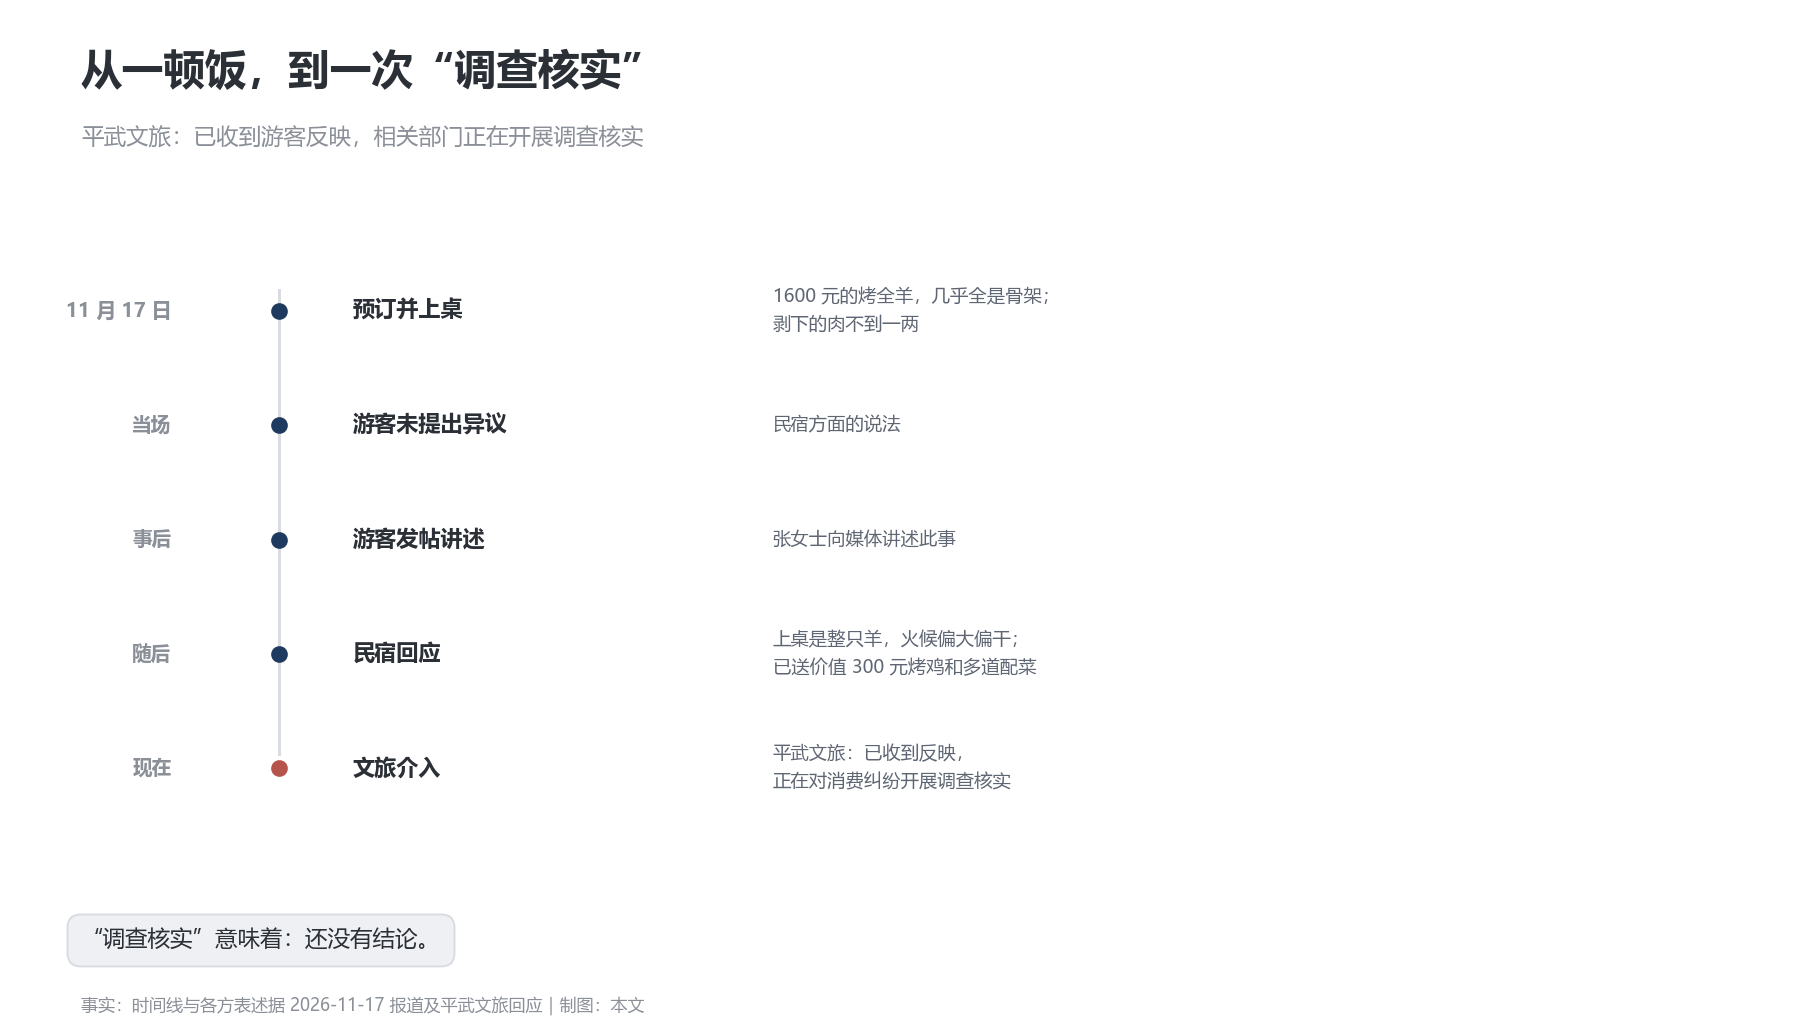 从一顿饭，到一次“调查核实”
平武文旅：已收到游客反映，相关部门正在开展调查核实
11 月 17 日
预订并上桌
1600 元的烤全羊，几乎全是骨架；
剥下的肉不到一两
当场
游客未提出异议
民宿方面的说法
事后
游客发帖讲述
张女士向媒体讲述此事
随后
民宿回应
上桌是整只羊，火候偏大偏干；
已送价值 300 元烤鸡和多道配菜
现在
文旅介入
平武文旅：已收到反映，
正在对消费纠纷开展调查核实
“调查核实”意味着：还没有结论。
事实：时间线与各方表述据 2026-11-17 报道及平武文旅回应 | 制图：本文